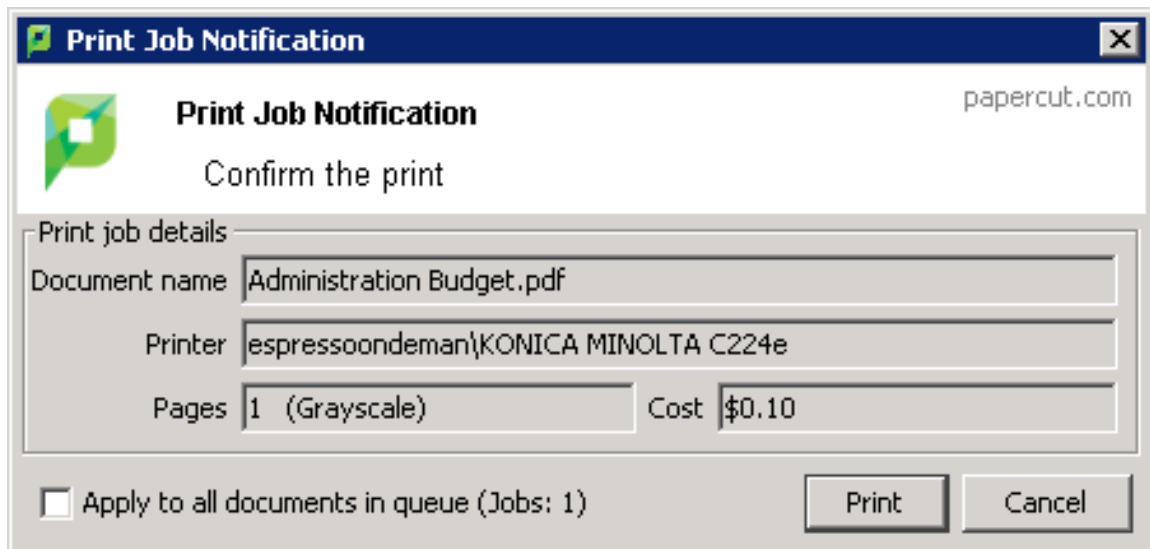 Print Job Notification
Print Job Notification
papercut.com
Confirm the print
Print job details
Document name Administration Budget.pdf
Printer espressoondeman\KONICA MINOLTA C224e
Pages 1 (Grayscale) Cost $0.10
Apply to all documents in queue (Jobs: 1) Print Cancel